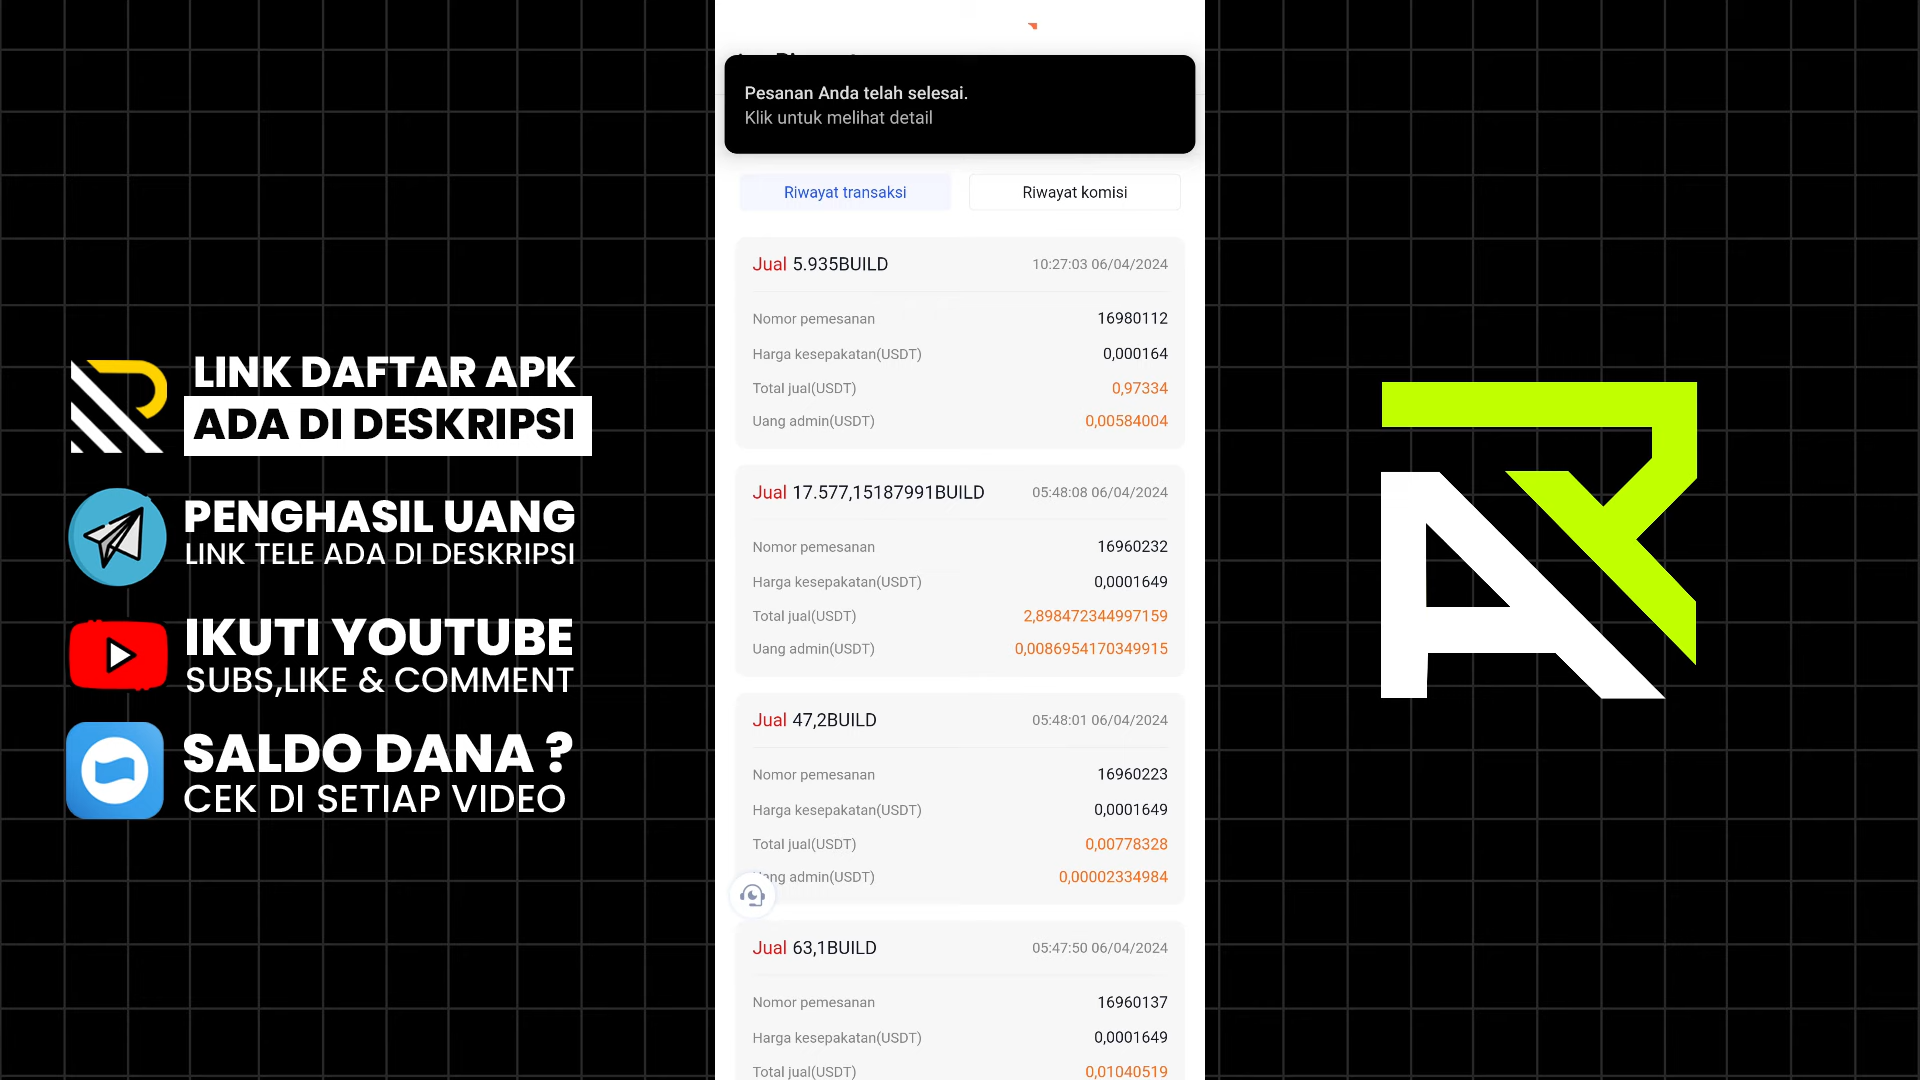 LINK DAFTAR APK
ADA DI DESKRIPSI
PENGHASIL UANG
LINK TELE ADA DI DESKRIPSI
IKUTI YOUTUBE
SUBS,LIKE & COMMENT
SALDO DANA ?
CEK DI SETIAP VIDEO
Pesanan Anda telah selesai.
Klik untuk melihat detail
Riwayat transaksi
Riwayat komisi
Jual 5.935BUILD 10:27:03 06/04/2024
Nomor pemesanan 16980112
Harga kesepakatan(USDT) 0,000164
Total jual(USDT) 0,97334
Uang admin(USDT) 0,00584004
Jual 17.577,15187991BUILD 05:48:08 06/04/2024
Nomor pemesanan 16960232
Harga kesepakatan(USDT) 0,0001649
Total jual(USDT) 2,898472344997159
Uang admin(USDT) 0,0086954170349915
Jual 47,2BUILD 05:48:01 06/04/2024
Nomor pemesanan 16960223
Harga kesepakatan(USDT) 0,0001649
Total jual(USDT) 0,00778328
Uang admin(USDT) 0,00002334984
Jual 63,1BUILD 05:47:50 06/04/2024
Nomor pemesanan 16960137
Harga kesepakatan(USDT) 0,0001649
Total jual(USDT) 0,01040519